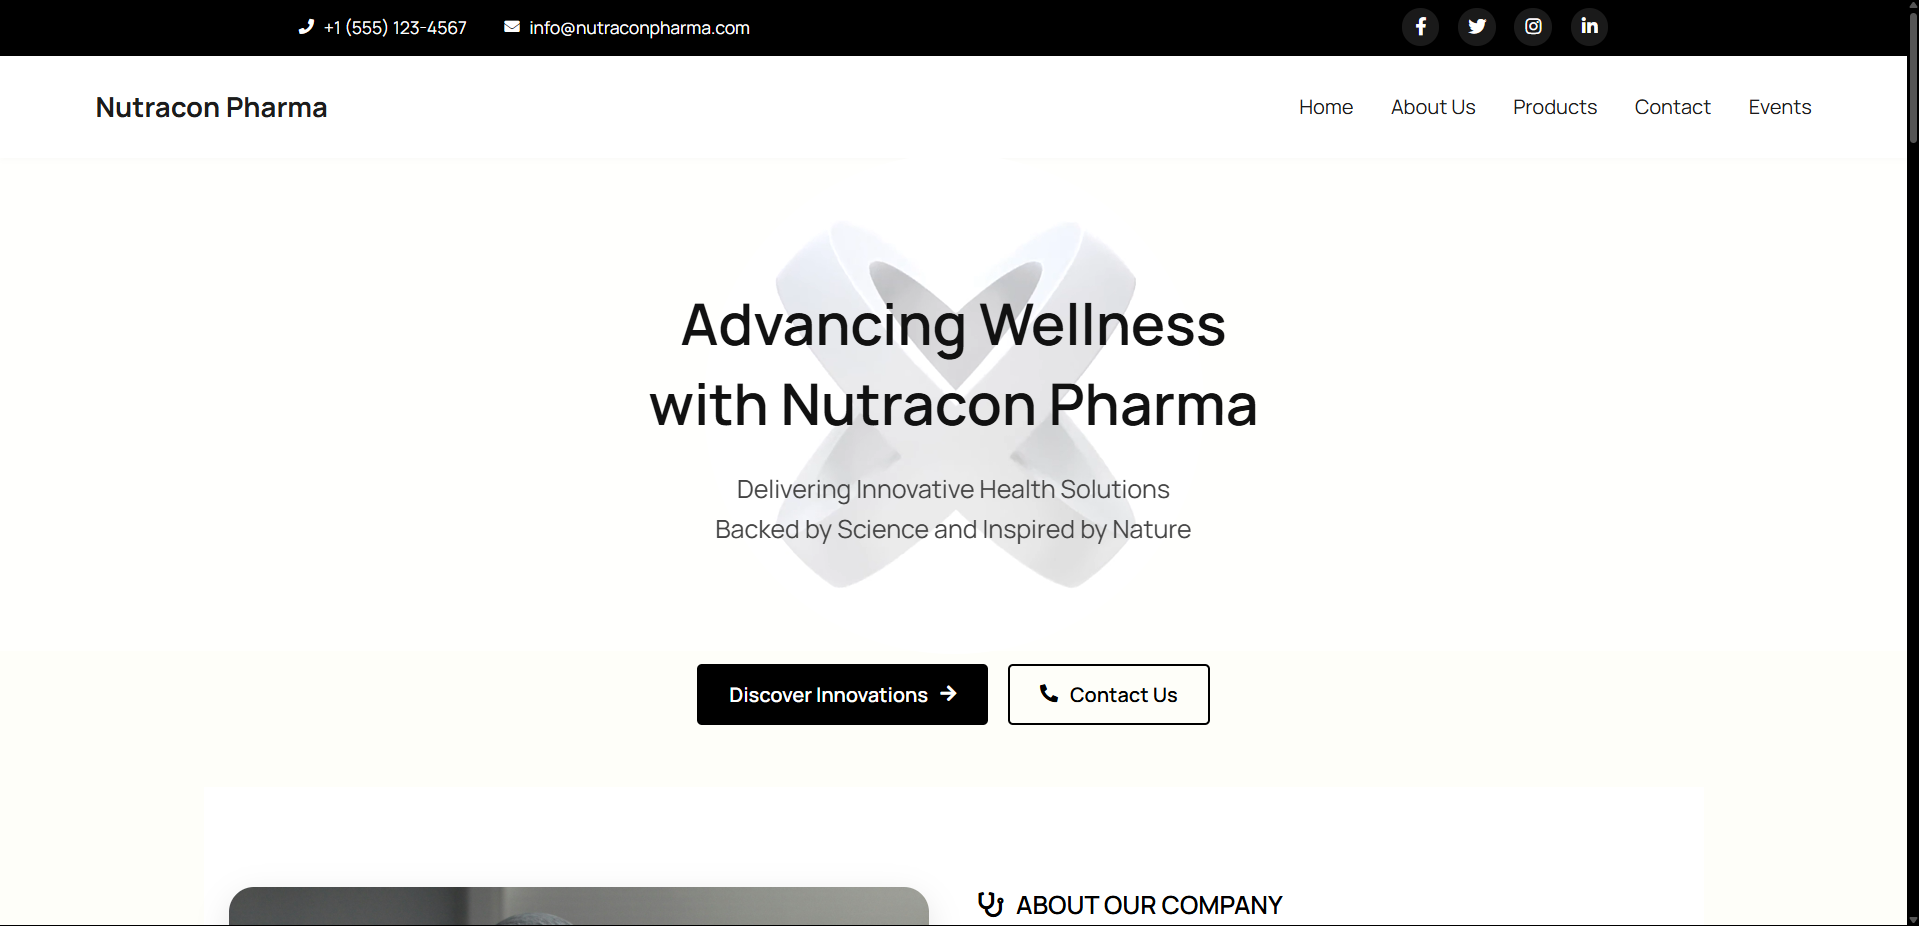 +1 (555) 123-4567
info@nutraconpharma.com
Nutracon Pharma
Home
About Us
Products
Contact
Events
Advancing Wellness
with Nutracon Pharma
Delivering Innovative Health Solutions
Backed by Science and Inspired by Nature
Discover Innovations
Contact Us
ABOUT OUR COMPANY